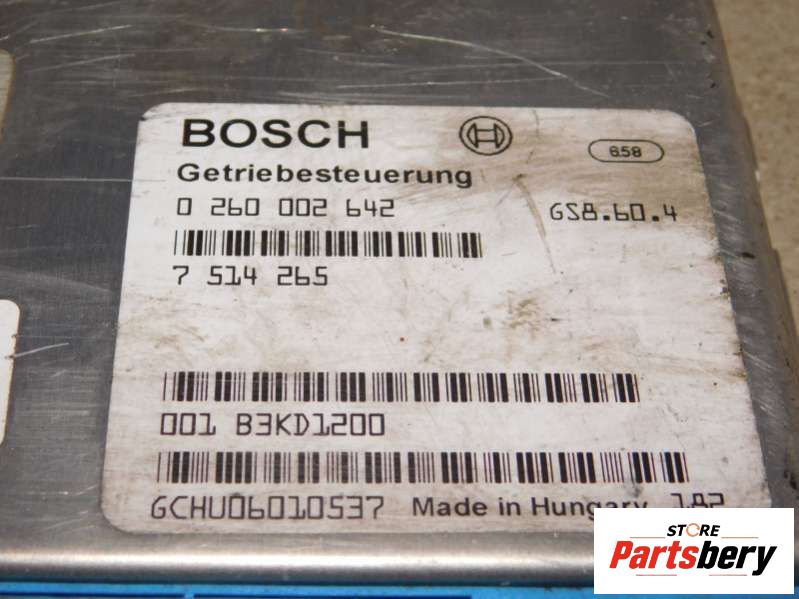 BOSCH
658
Getriebesteuerung
0 260 002 642 GS8.60.4
7 514 265
001 B3KD1200
GCHU06010537 Made in Hungary
STORE
Partsbery